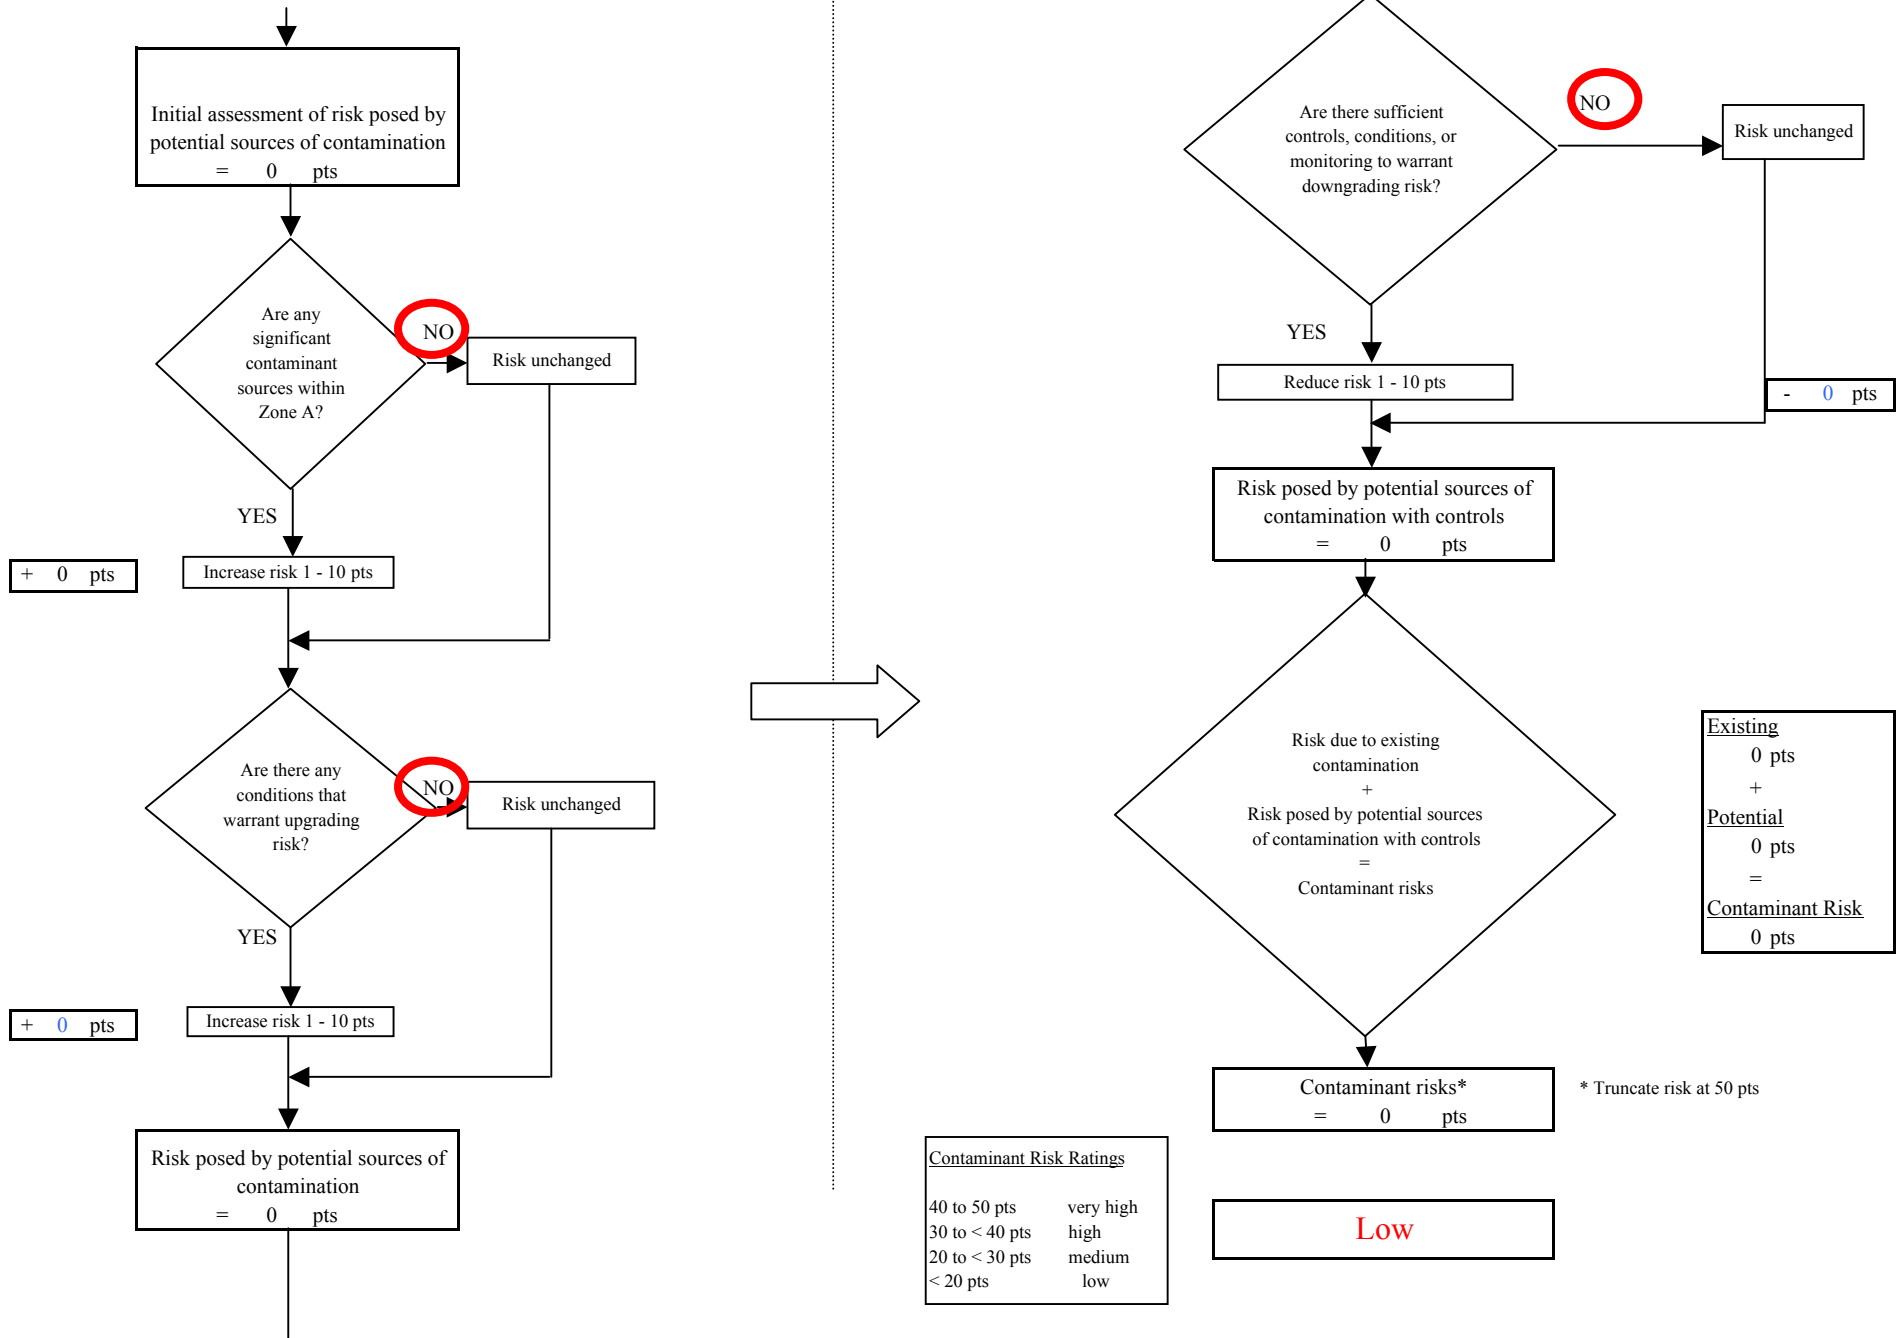 Initial assessment of risk posed by
potential sources of contamination
= 0 pts
Are any
significant
contaminant
sources within
Zone A?
NO
Risk unchanged
YES
+ 0 pts
Increase risk 1 - 10 pts
Are there any
conditions that
warrant upgrading
risk?
NO
Risk unchanged
YES
+ 0 pts
Increase risk 1 - 10 pts
Risk posed by potential sources of
contamination
= 0 pts
Are there sufficient
controls, conditions, or
monitoring to warrant
downgrading risk?
NO
Risk unchanged
YES
Reduce risk 1 - 10 pts
- 0 pts
Risk posed by potential sources of
contamination with controls
= 0 pts
Risk due to existing
contamination
+
Risk posed by potential sources
of contamination with controls
=
Contaminant risks
Existing
0 pts
+
Potential
0 pts
=
Contaminant Risk
0 pts
Contaminant risks*
= 0 pts
* Truncate risk at 50 pts
Contaminant Risk Ratings
40 to 50 pts very high
30 to < 40 pts high
20 to < 30 pts medium
< 20 pts low
Low